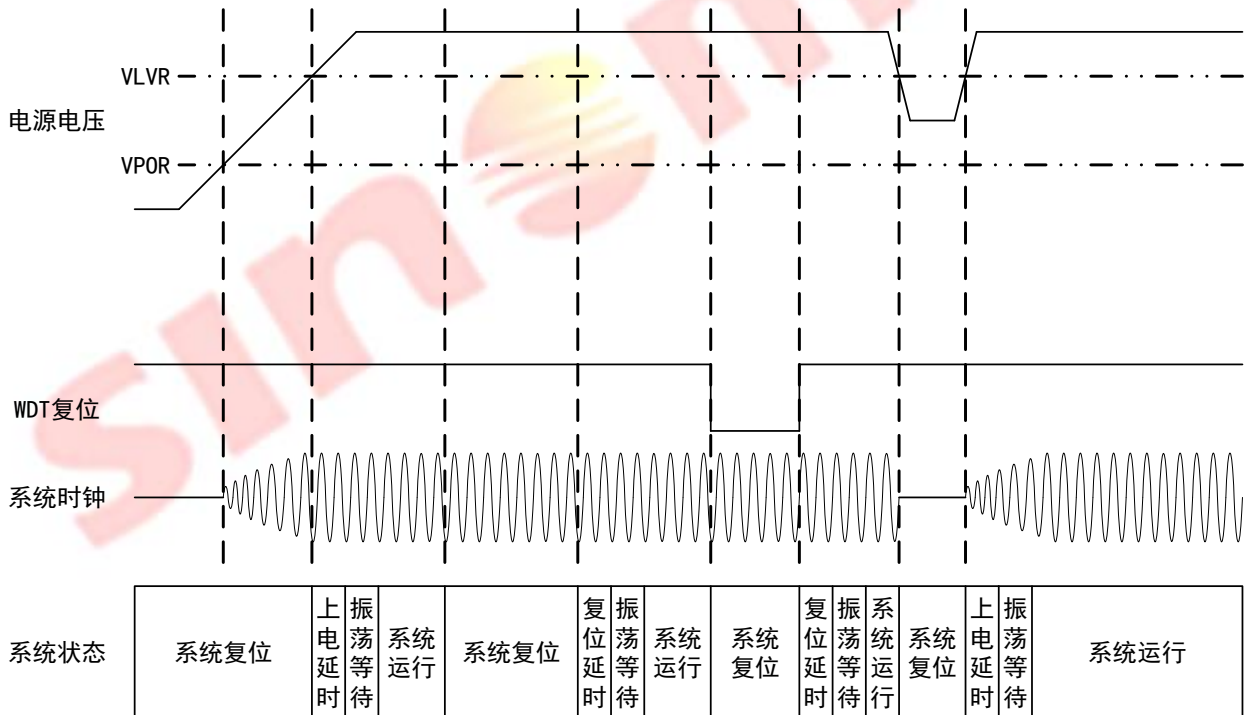 VLVR
电源电压
VPOR
WDT复位
系统时钟
系统状态
系统复位
上电延时
振荡等待
系统
运行
系统复位
复位延时
振荡等待
系统
运行
系统
复位
复位延时
振荡等待
系统运行
系统
复位
上电延时
振荡等待
系统运行